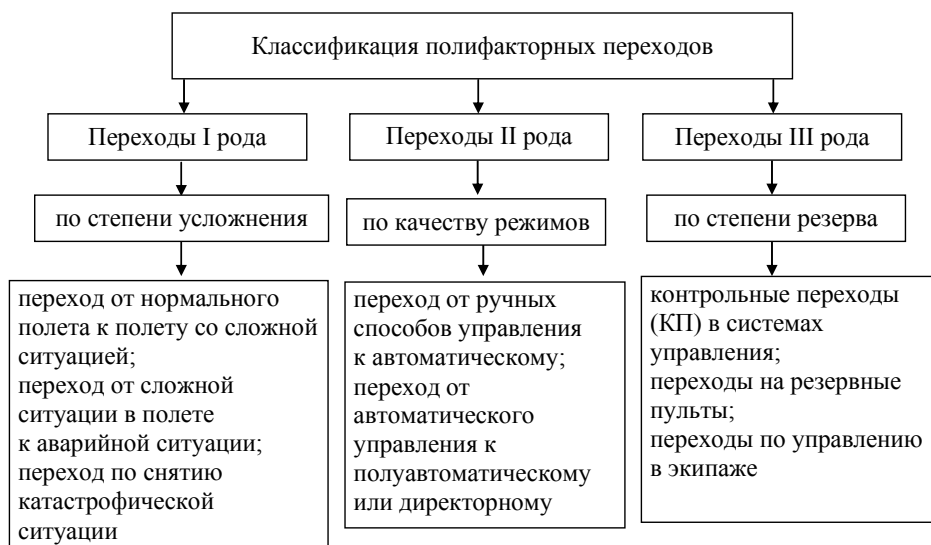 Классификация полифакторных переходов
Переходы I рода
Переходы II рода
Переходы III рода
по степени усложнения
по качеству режимов
по степени резерва
переход от нормального
полета к полету со сложной
ситуацией;
переход от сложной
ситуации в полете
к аварийной ситуации;
переход по снятию
катастрофической
ситуации
переход от ручных
способов управления
к автоматическому;
переход от
автоматического
управления к
полуавтоматическому
или директорному
контрольные переходы
(КП) в системах
управления;
переходы на резервные
пульты;
переходы по управлению
в экипаже